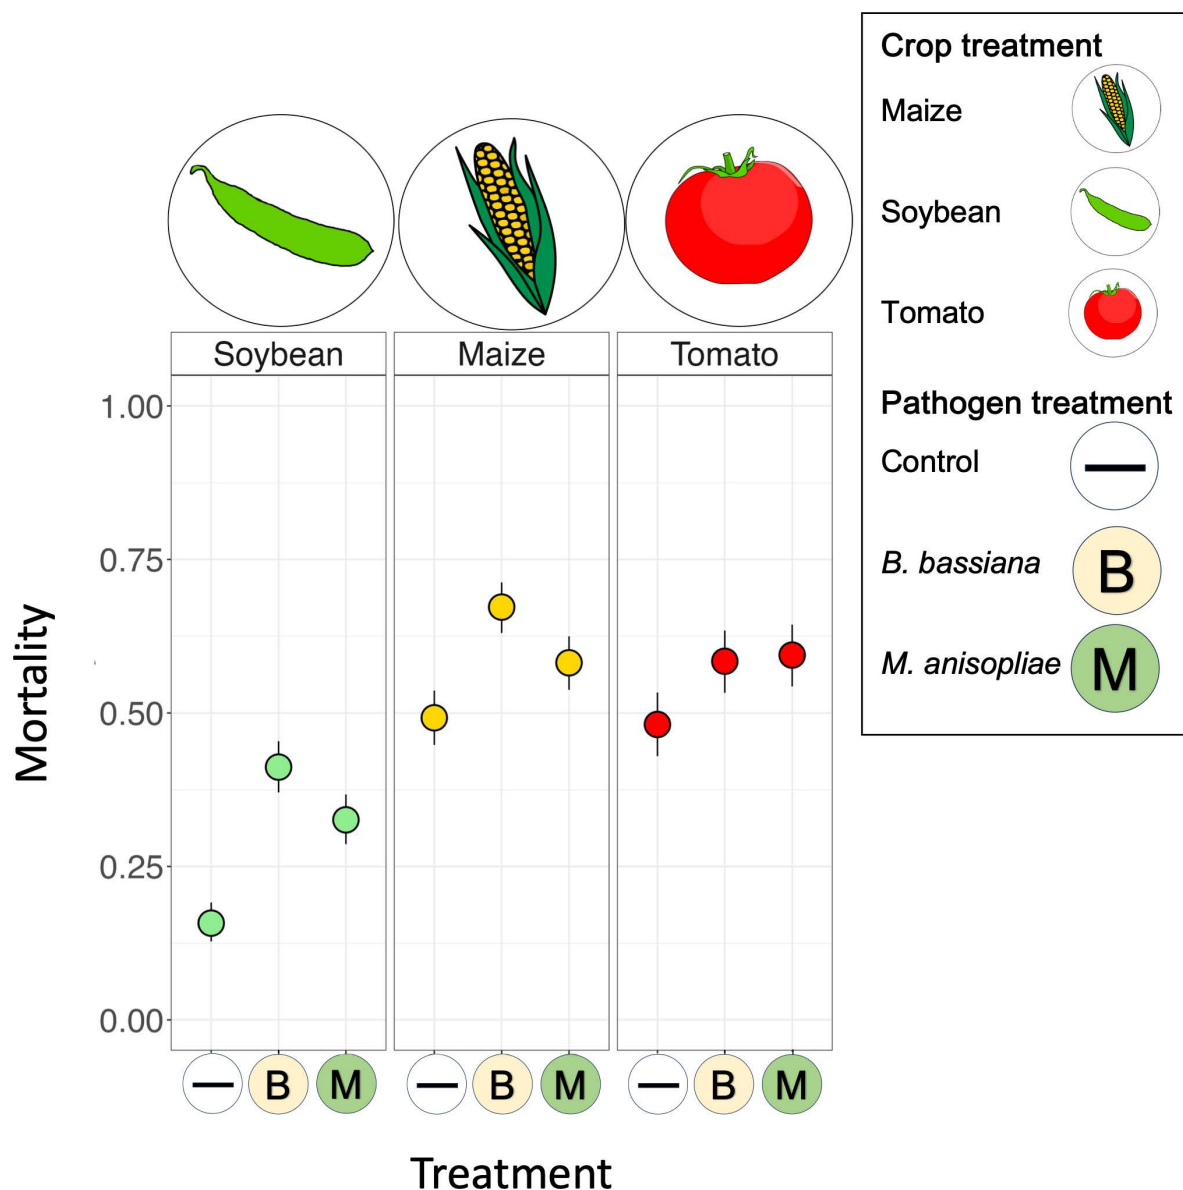 Crop treatment
Maize
Soybean
Tomato
Pathogen treatment
Control
B. bassiana B
M. anisopliae M
Soybean Maize Tomato
1.00
0.75
0.50
0.25
0.00
Mortality
B M B M B M
Treatment